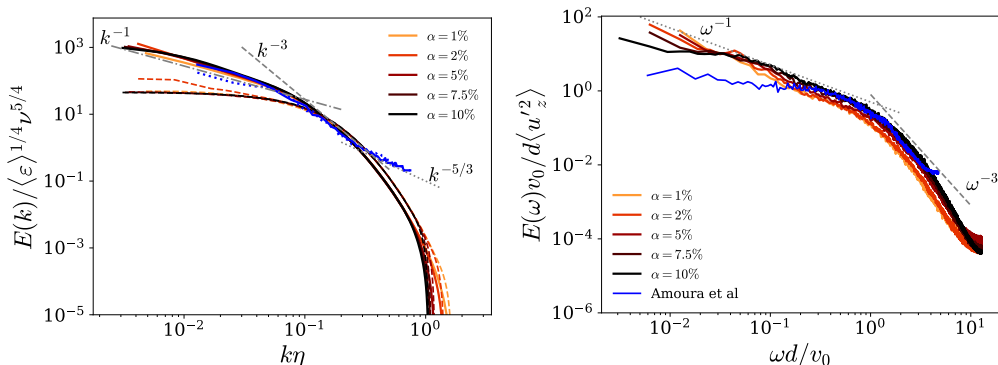 E(k)/⟨ε⟩^{1/4}ν^{5/4}
10^3
10^1
10^{-1}
10^{-3}
10^{-5}
k^{-1}
k^{-3}
k^{-5/3}
α = 1%
α = 2%
α = 5%
α = 7.5%
α = 10%
10^{-2}
10^{-1}
10^0
kη
E(ω)v_0/d⟨u'^2_z⟩
10^2
10^0
10^{-2}
10^{-4}
10^{-6}
ω^{-1}
ω^{-3}
α = 1%
α = 2%
α = 5%
α = 7.5%
α = 10%
Amoura et al
10^{-2}
10^{-1}
10^0
10^1
ωd/v_0